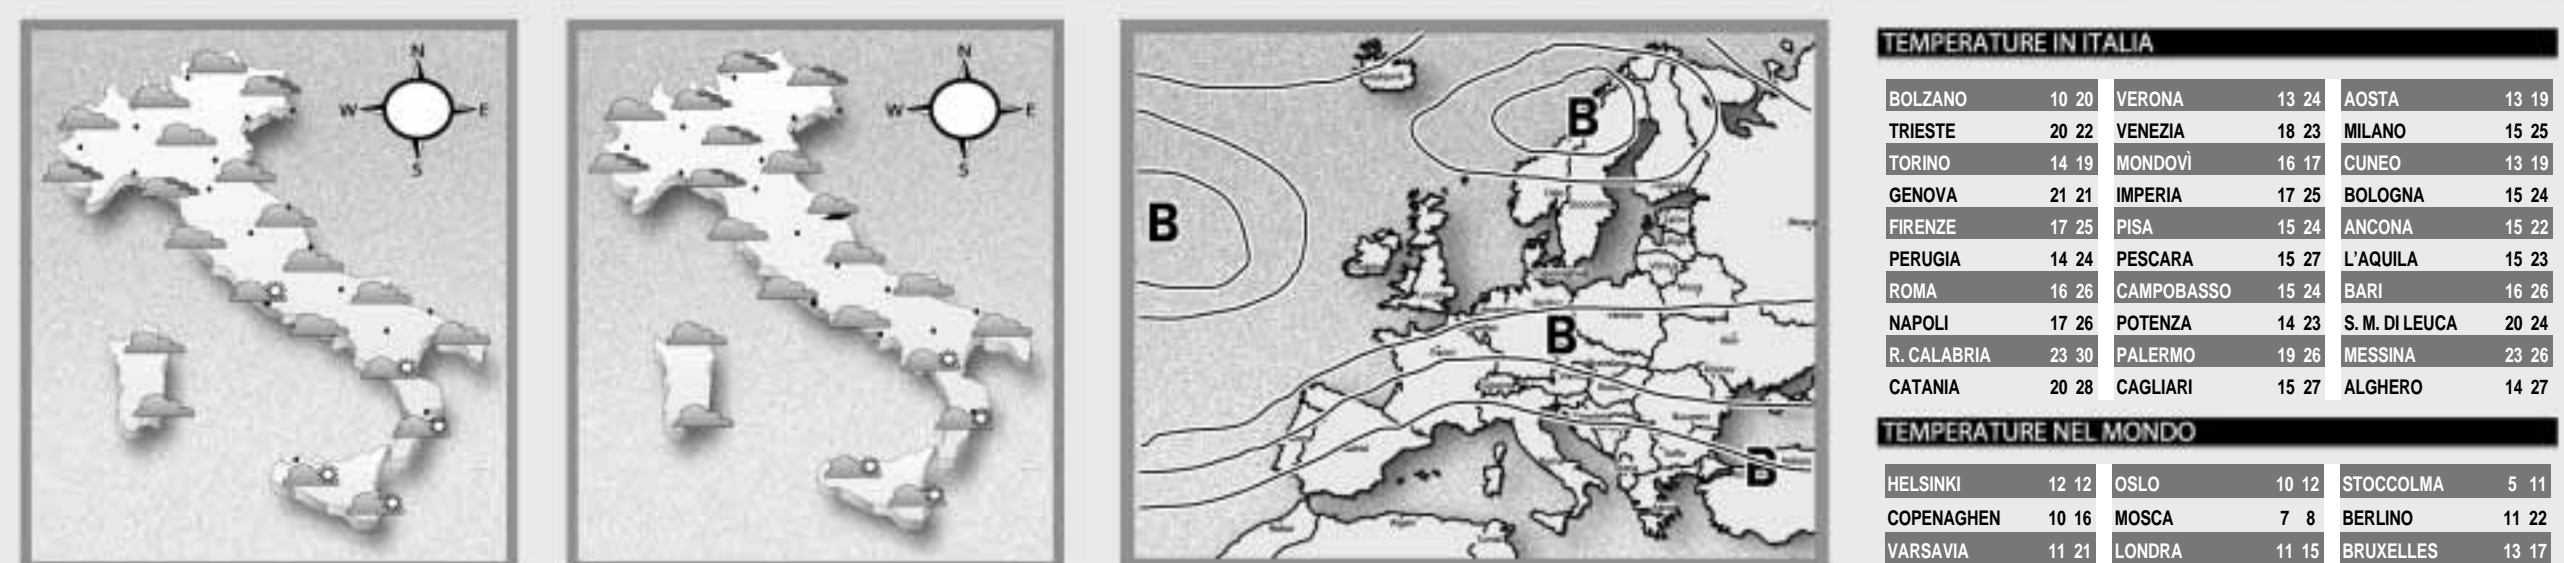 N
W E
S
N
W E
S
B
B
B
B
TEMPERATURE IN ITALIA
BOLZANO 10 20 VERONA 13 24 AOSTA 13 19
TRIESTE 20 22 VENEZIA 18 23 MILANO 15 25
TORINO 14 19 MONDOVÌ 16 17 CUNEO 13 19
GENOVA 21 21 IMPERIA 17 25 BOLOGNA 15 24
FIRENZE 17 25 PISA 15 24 ANCONA 15 22
PERUGIA 14 24 PESCARA 15 27 L'AQUILA 15 23
ROMA 16 26 CAMPOBASSO 15 24 BARI 16 26
NAPOLI 17 26 POTENZA 14 23 S. M. DI LEUCA 20 24
R. CALABRIA 23 30 PALERMO 19 26 MESSINA 23 26
CATANIA 20 28 CAGLIARI 15 27 ALGHERO 14 27
TEMPERATURE NEL MONDO
HELSINKI 12 12 OSLO 10 12 STOCCOLMA 5 11
COPENAGHEN 10 16 MOSCA 7 8 BERLINO 11 22
VARSAVIA 11 21 LONDRA 11 15 BRUXELLES 13 17